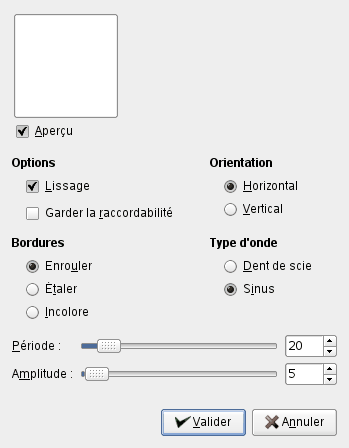 Aperçu
Options
Orientation
Lissage
Horizontal
Garder la raccordabilité
Vertical
Bordures
Type d'onde
Enrouler
Dent de scie
Étaler
Sinus
Incolore
Période : 20
Amplitude : 5
Valider
Annuler